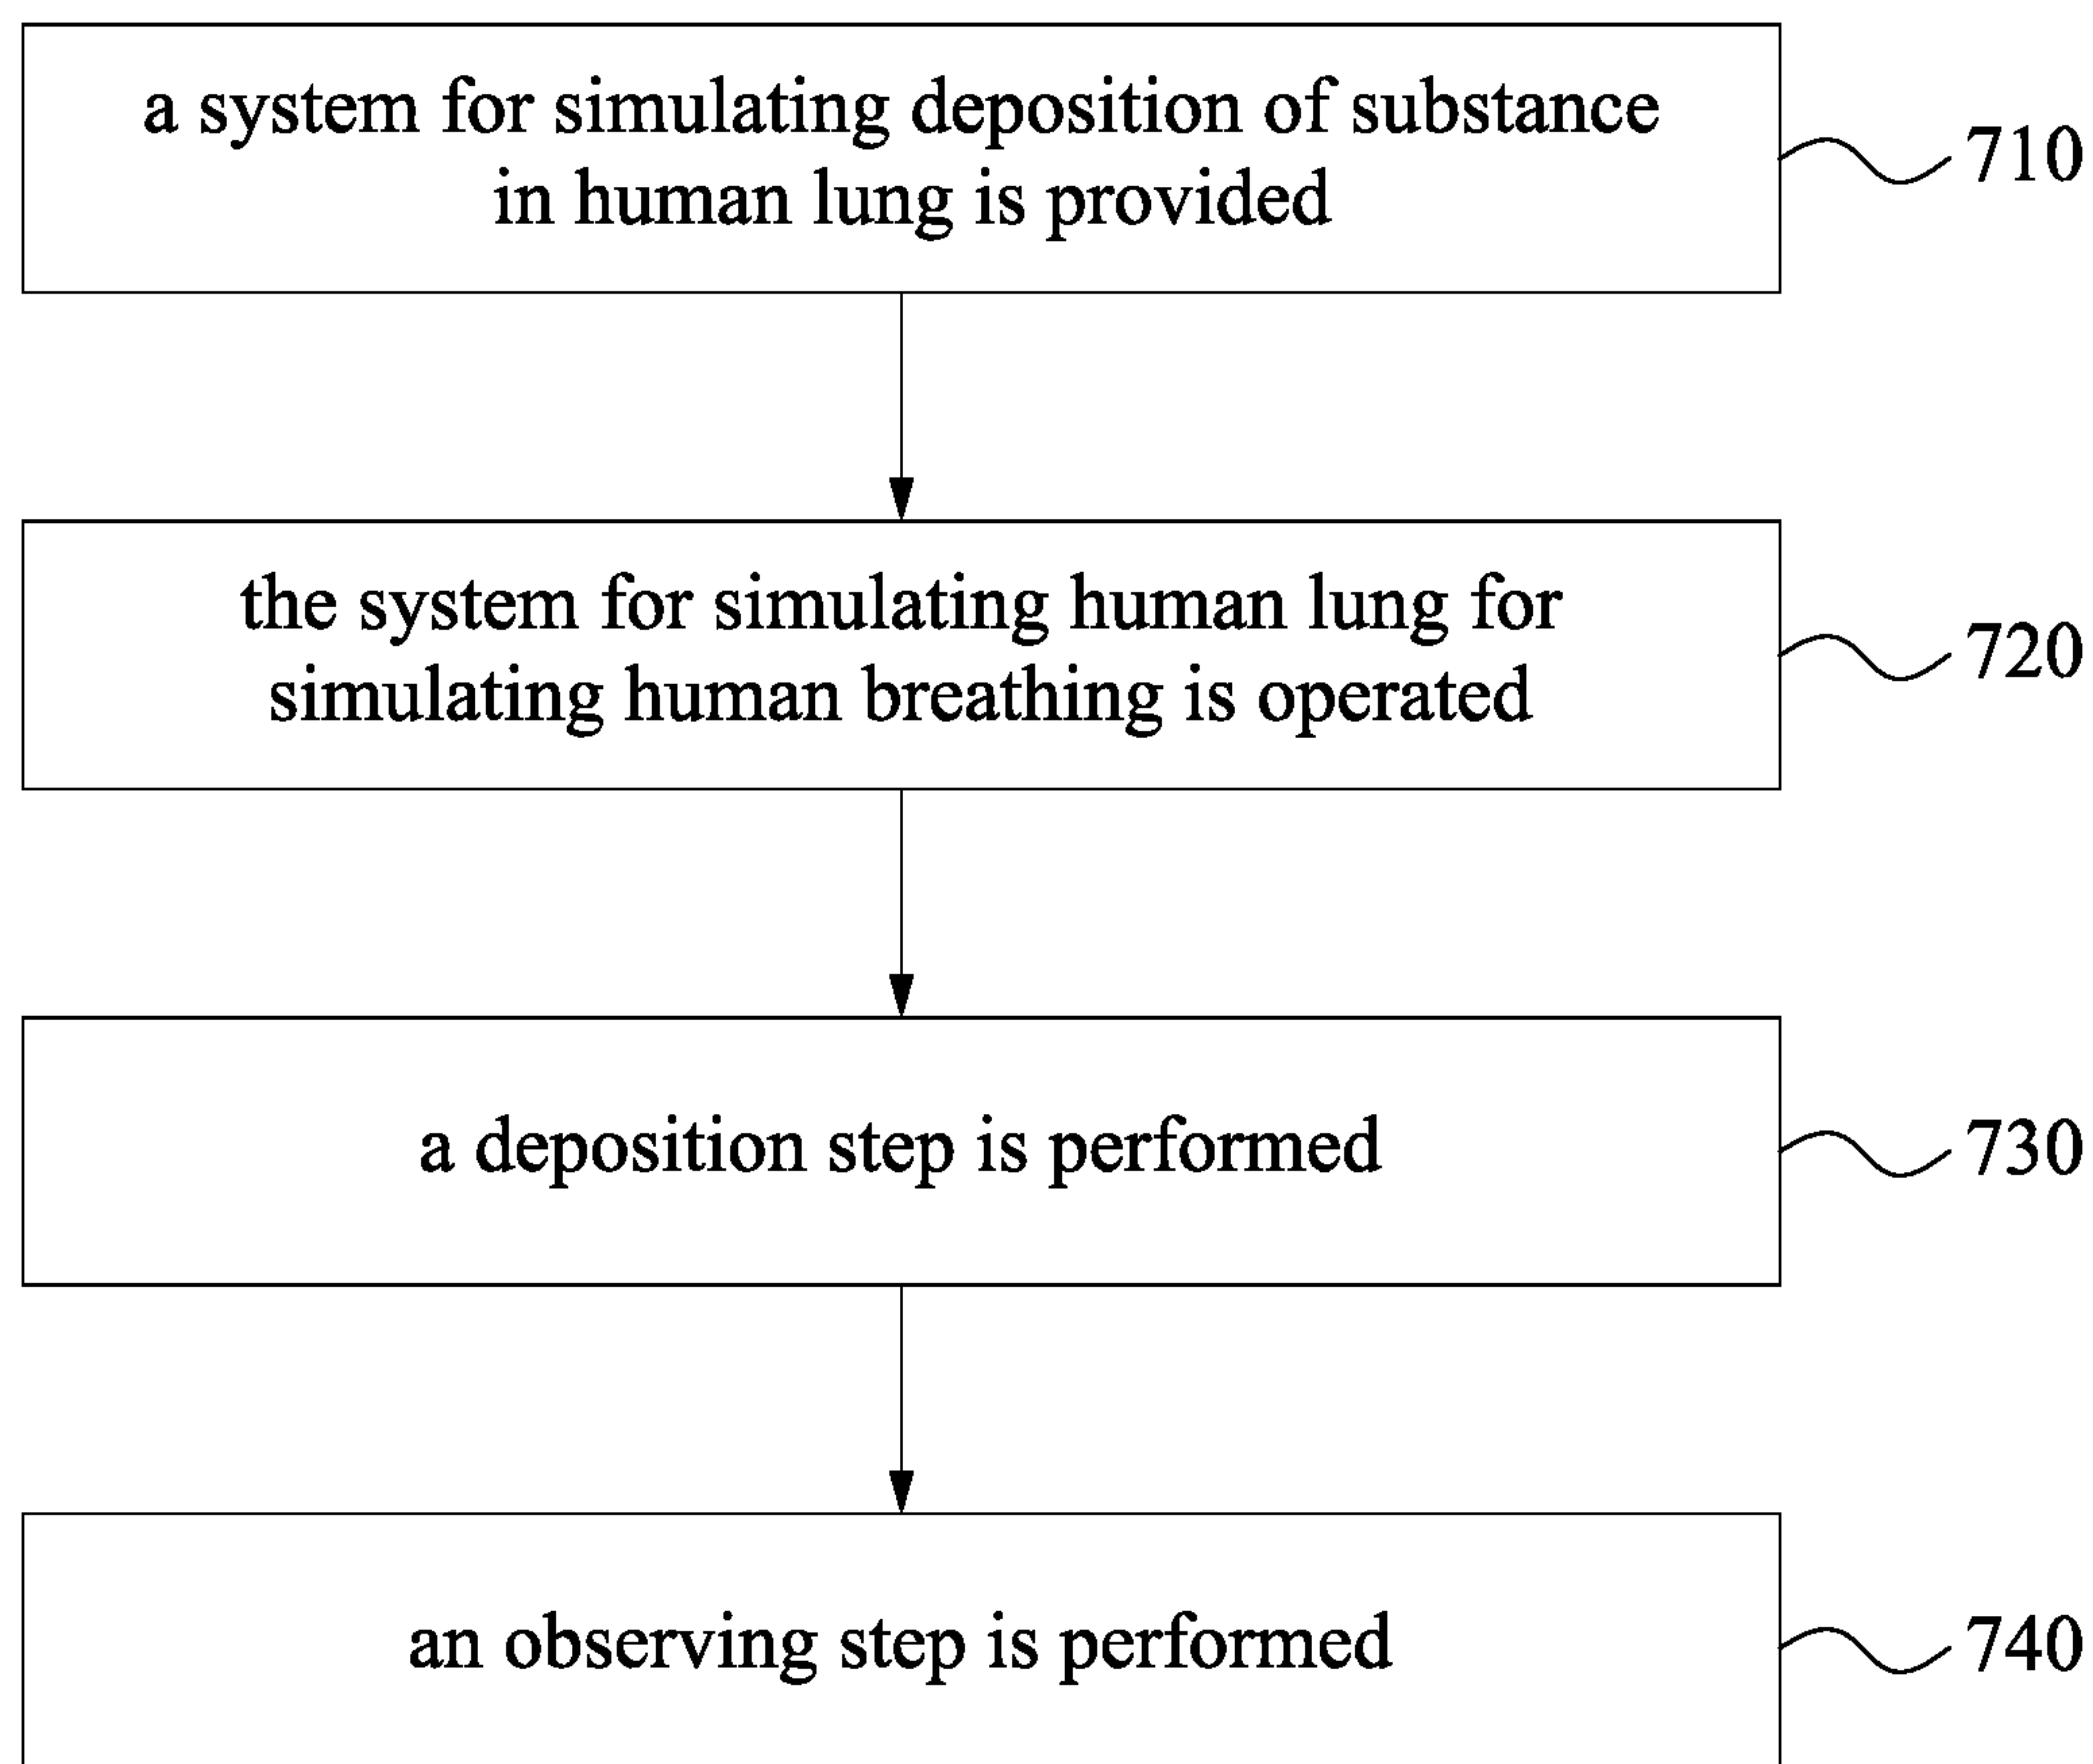 a system for simulating deposition of substance
in human lung is provided
710
the system for simulating human lung for
simulating human breathing is operated
720
a deposition step is performed
730
an observing step is performed
740